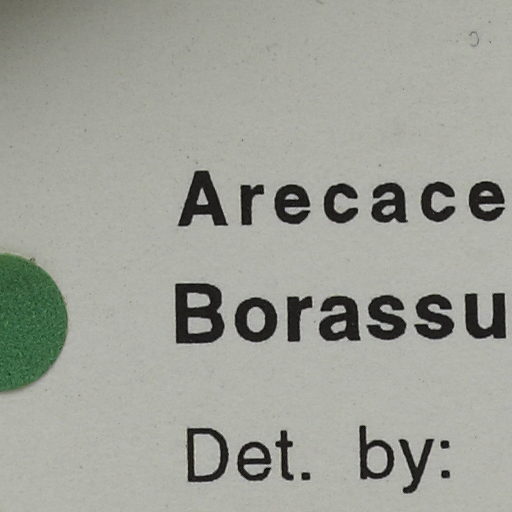 Arecace
Borassu
Det. by: